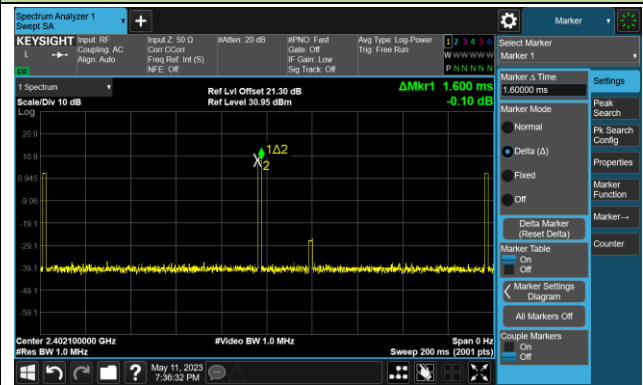 Spectrum Analyzer 1
Swept SA
Marker
KEYSIGHT
L
Input: RF
Coupling: AC
Align: Auto
Input Z: 50 Ω
Corr CCorr
Freq Ref: Int (S)
NFE: Off
#Atten: 20 dB
#PNO: Fast
Gate: Off
IF Gain: Low
Sig Track: Off
Avg Type: Log-Power
Trig: Free Run
1 2 3 4 5 6
W W W W W W
P N N N N N
Select Marker
Marker 1
1 Spectrum
Scale/Div 10 dB
Ref Lvl Offset 21.30 dB
Ref Level 30.95 dBm
ΔMkr1 1.600 ms
-0.10 dB
Log
20.9
10.9
0.945
-9.06
-19.1
-29.1
-39.1
-49.1
-59.1
1Δ2
X2
Center 2.402100000 GHz
#Res BW 1.0 MHz
#Video BW 1.0 MHz
Span 0 Hz
Sweep 200 ms (2001 pts)
Marker Δ Time
1.60000 ms
Marker Mode
Normal
Delta (Δ)
Fixed
Off
Delta Marker
(Reset Delta)
Marker Table
On
Off
Marker Settings
Diagram
All Markers Off
Couple Markers
On
Off
Settings
Peak
Search
Pk Search
Config
Properties
Marker
Function
Marker→
Counter
May 11, 2023
7:36:32 PM